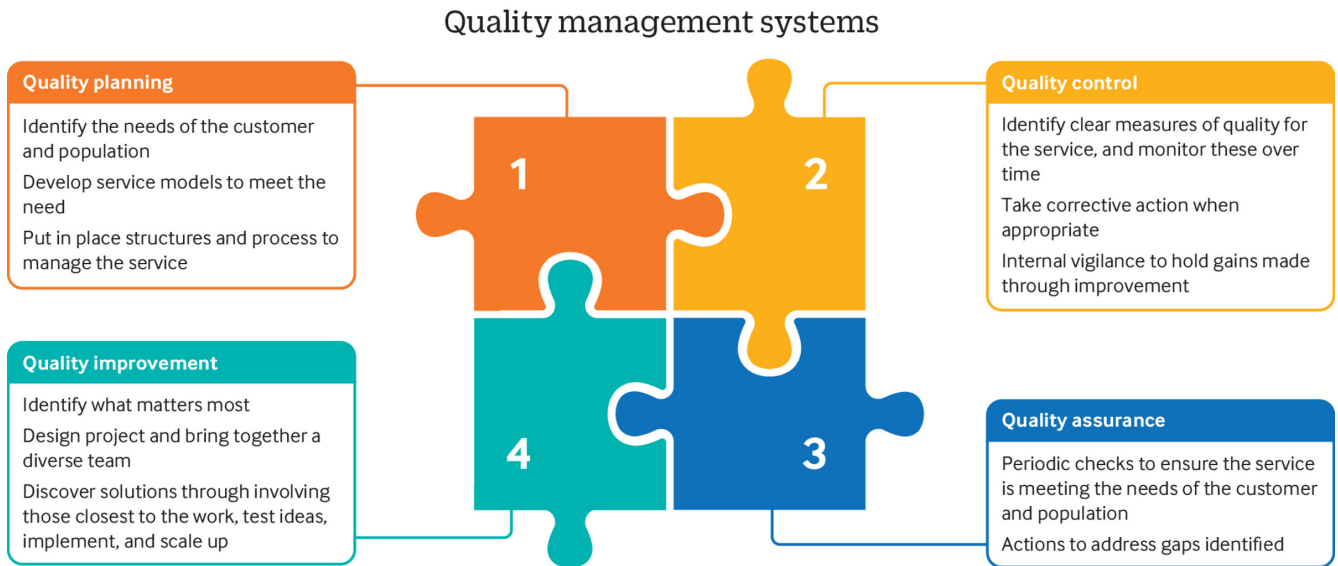 Quality management systems
Quality planning
Identify the needs of the customer
and population
Develop service models to meet the
need
Put in place structures and process to
manage the service
1
2
Quality control
Identify clear measures of quality for
the service, and monitor these over
time
Take corrective action when
appropriate
Internal vigilance to hold gains made
through improvement
Quality improvement
Identify what matters most
Design project and bring together a
diverse team
Discover solutions through involving
those closest to the work, test ideas,
implement, and scale up
4
3
Quality assurance
Periodic checks to ensure the service
is meeting the needs of the customer
and population
Actions to address gaps identified